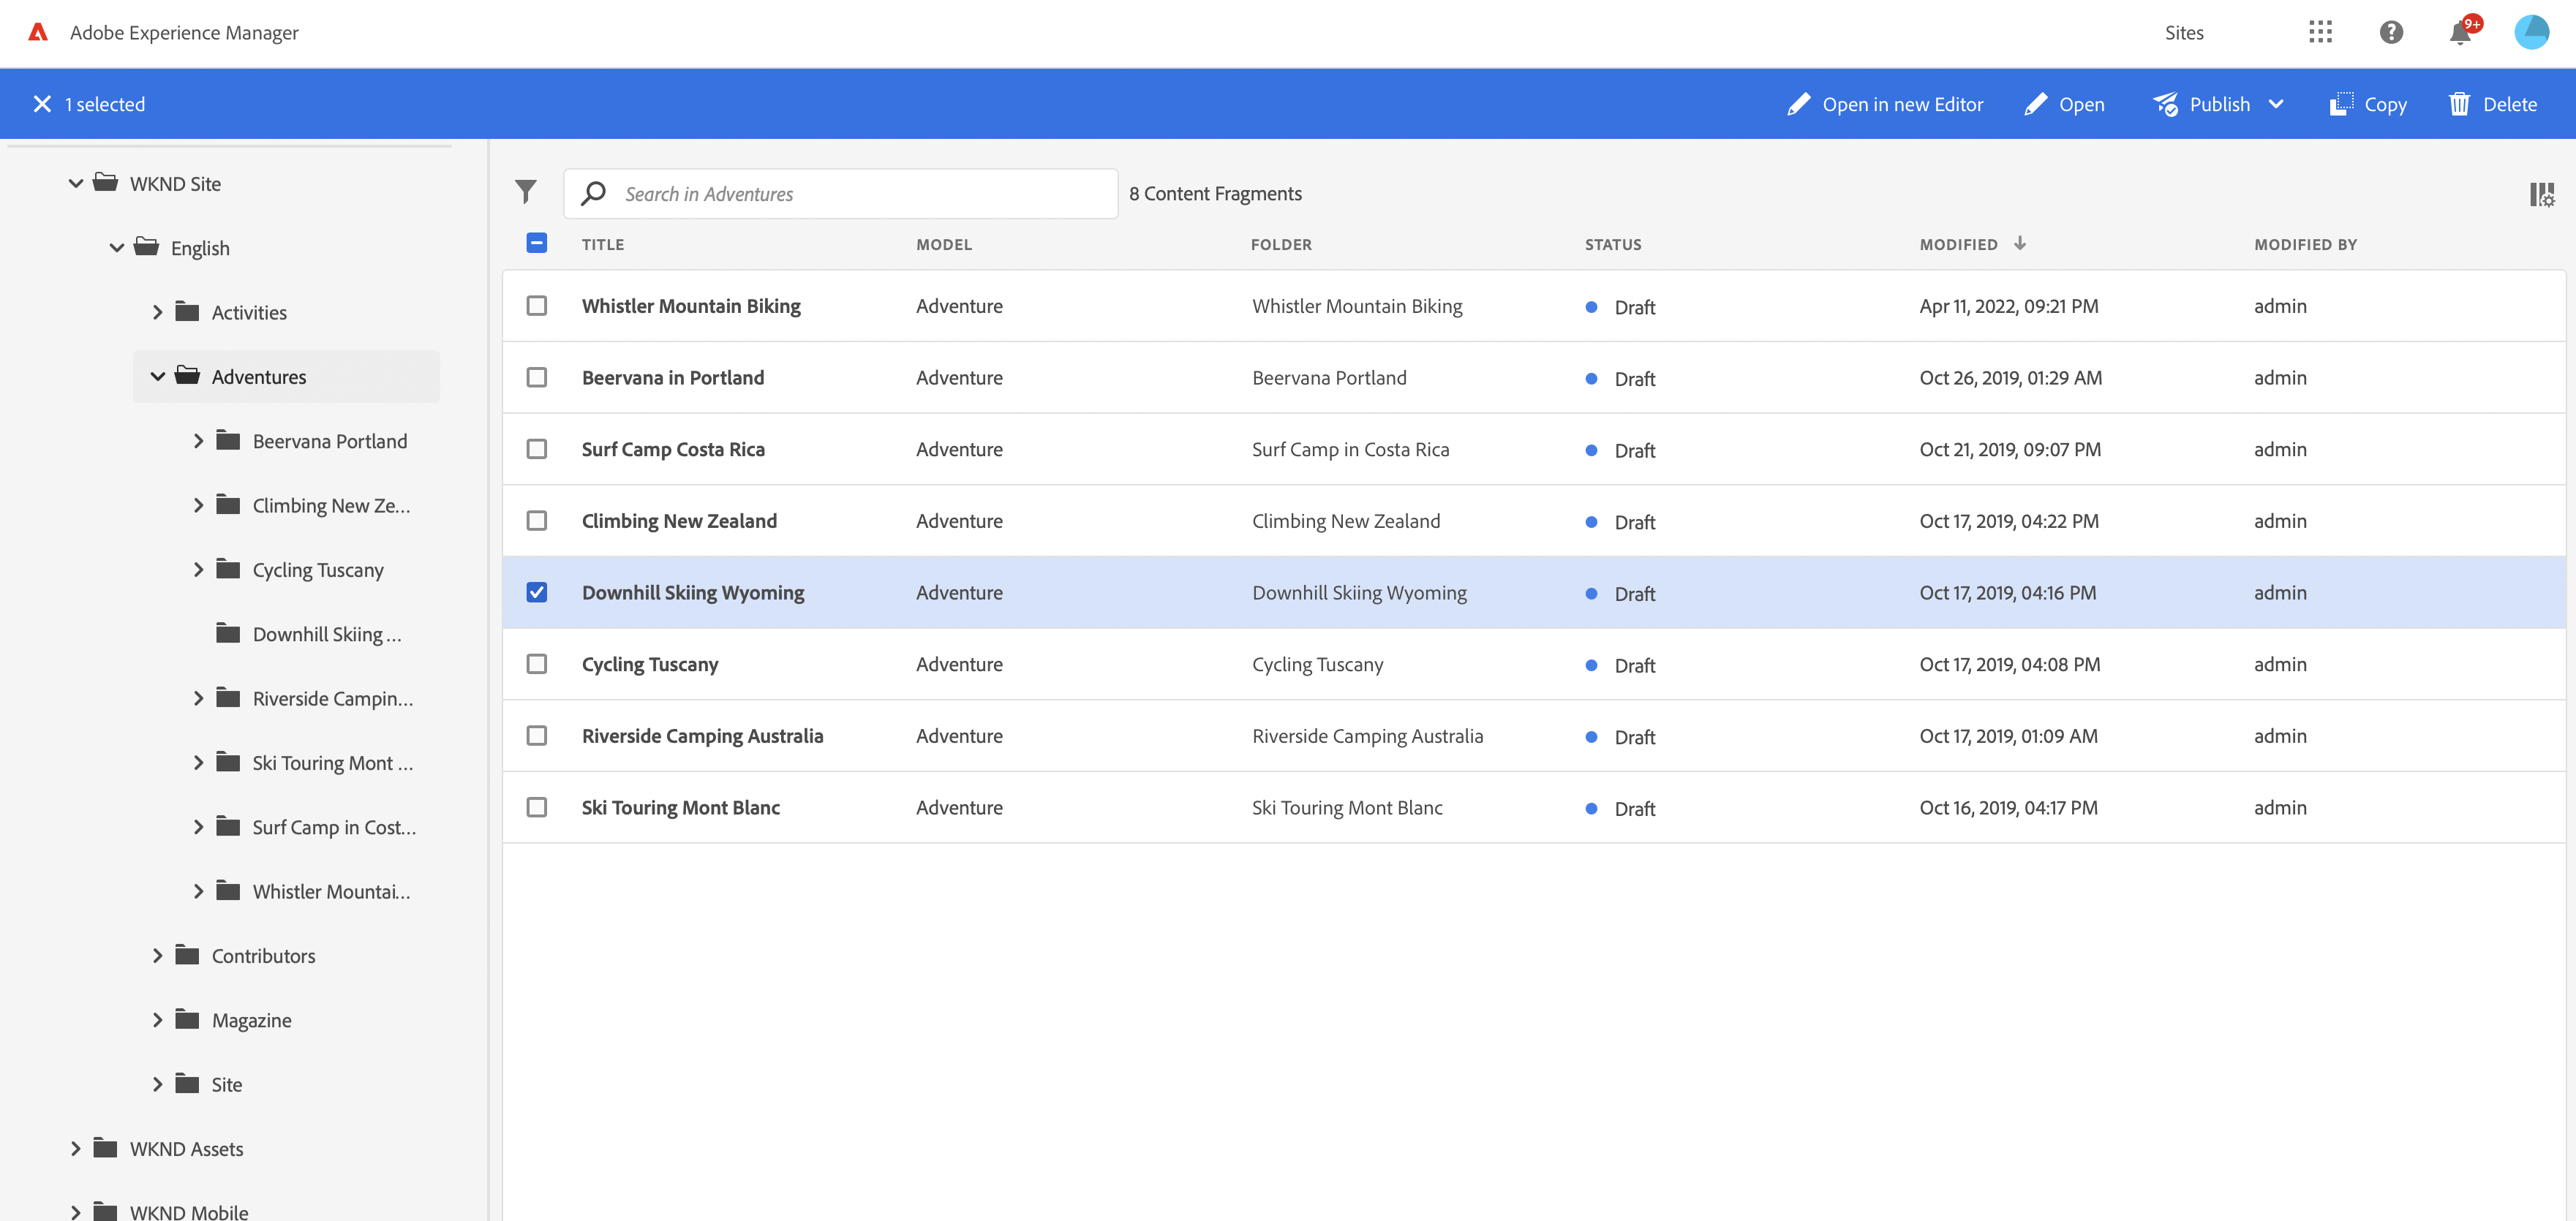 Adobe Experience Manager
Sites
9+
1 selected
Open in new Editor
Open
Publish
Copy
Delete
WKND Site
English
Activities
Adventures
Beervana Portland
Climbing New Ze...
Cycling Tuscany
Downhill Skiing ...
Riverside Campin...
Ski Touring Mont ...
Surf Camp in Cost...
Whistler Mountai...
Contributors
Magazine
Site
WKND Assets
WKND Mobile
Search in Adventures
8 Content Fragments
TITLE MODEL FOLDER STATUS MODIFIED MODIFIED BY
Whistler Mountain Biking Adventure Whistler Mountain Biking Draft Apr 11, 2022, 09:21 PM admin
Beervana in Portland Adventure Beervana Portland Draft Oct 26, 2019, 01:29 AM admin
Surf Camp Costa Rica Adventure Surf Camp in Costa Rica Draft Oct 21, 2019, 09:07 PM admin
Climbing New Zealand Adventure Climbing New Zealand Draft Oct 17, 2019, 04:22 PM admin
Downhill Skiing Wyoming Adventure Downhill Skiing Wyoming Draft Oct 17, 2019, 04:16 PM admin
Cycling Tuscany Adventure Cycling Tuscany Draft Oct 17, 2019, 04:08 PM admin
Riverside Camping Australia Adventure Riverside Camping Australia Draft Oct 17, 2019, 01:09 AM admin
Ski Touring Mont Blanc Adventure Ski Touring Mont Blanc Draft Oct 16, 2019, 04:17 PM admin